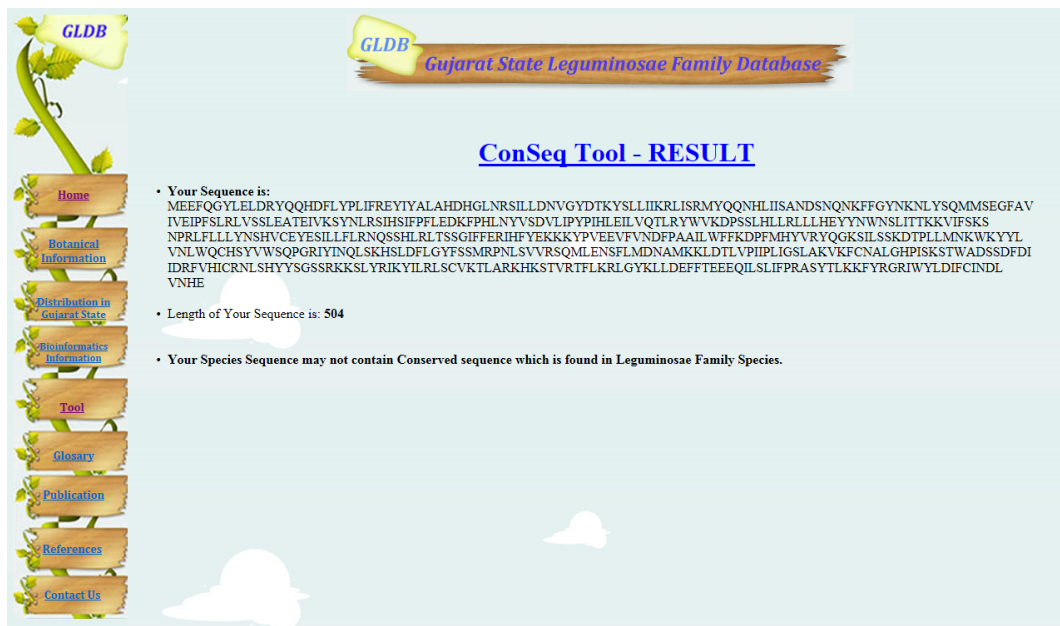 GLDB
GLDB
Gujarat State Leguminosae Family Database
Home
Botanical
Information
Distribution in
Gujarat State
Bioinformatics
Information
Tool
Glosary
Publication
References
Contact Us
ConSeq Tool - RESULT
• Your Sequence is:
MEEFQGYLELDRYQQHDFLYPLIFREYIYALAHDHGLNRSILLDNVGYDTKYSLLIIKRLISRMYQQNHLIISANDSNQNKFFGYNKNLYSQMMSEGFAV
IVEIPFSLRLVSSLEATEIVKSYNLRSIHSIFPFLEDKFPHLNYVSDVLIPYPIHLEILVQTLRYWVKDPSSLHLLRLLLHEYYNWNSLITTKKVIFSKS
NPRLFLLLYNSHVCEYESILLFLRNQSSHLRLTSSGIFFERIHFYEKKKYPVEEVFVNDFPAAILWFFKDPFMHYVRYQGKSILSSKDTPLLMNKWKYYL
VNLWQCHSYVWSQPGRIYINQLSKHSLDFLGYFSSMRPNLSVVRSQMLENSFLMDNAMKKLDTLVPIIPLIGSLAKVKFCNALGHPISKSTWADSSDFDI
IDRFVHICRNLSHYYSGSSRKKSLYRIKYILRLSCVKTLARKHKSTVRTFLKRLGYKLLDEFFTEEEQILSLIFPRASYTLKKFYRGRIWYLDIFCINDL
VNHE
• Length of Your Sequence is: 504
• Your Species Sequence may not contain Conserved sequence which is found in Leguminosae Family Species.